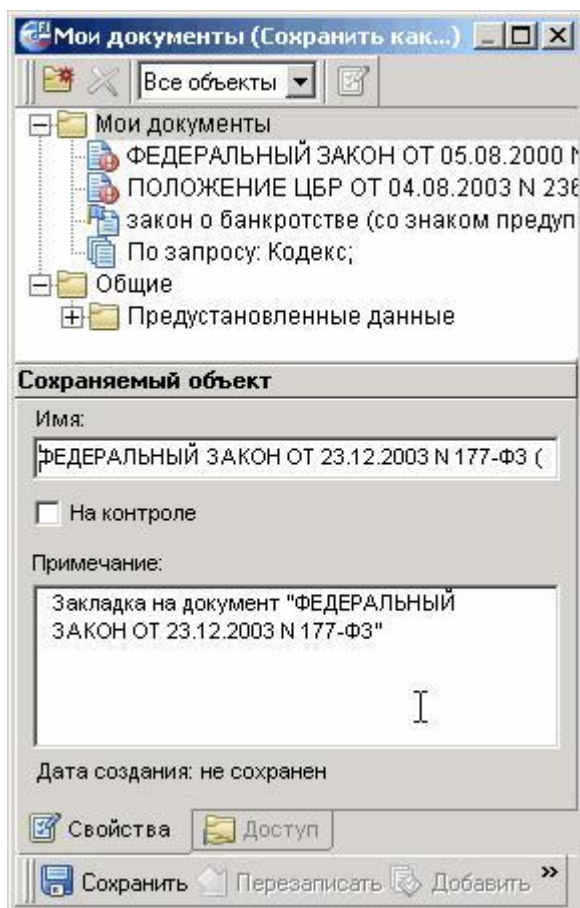 Мои документы (Сохранить как...)
Все объекты
Мои документы
ФЕДЕРАЛЬНЫЙ ЗАКОН ОТ 05.08.2000 N
ПОЛОЖЕНИЕ ЦБР ОТ 04.08.2003 N 236
закон о банкротстве (со знаком предуп
По запросу: Кодекс;
Общие
Предустановленные данные
Сохраняемый объект
Имя:
ФЕДЕРАЛЬНЫЙ ЗАКОН ОТ 23.12.2003 N 177-ФЗ (
На контроле
Примечание:
Закладка на документ "ФЕДЕРАЛЬНЫЙ
ЗАКОН ОТ 23.12.2003 N 177-ФЗ"
Дата создания: не сохранен
Свойства Доступ
Сохранить Перезаписать Добавить »